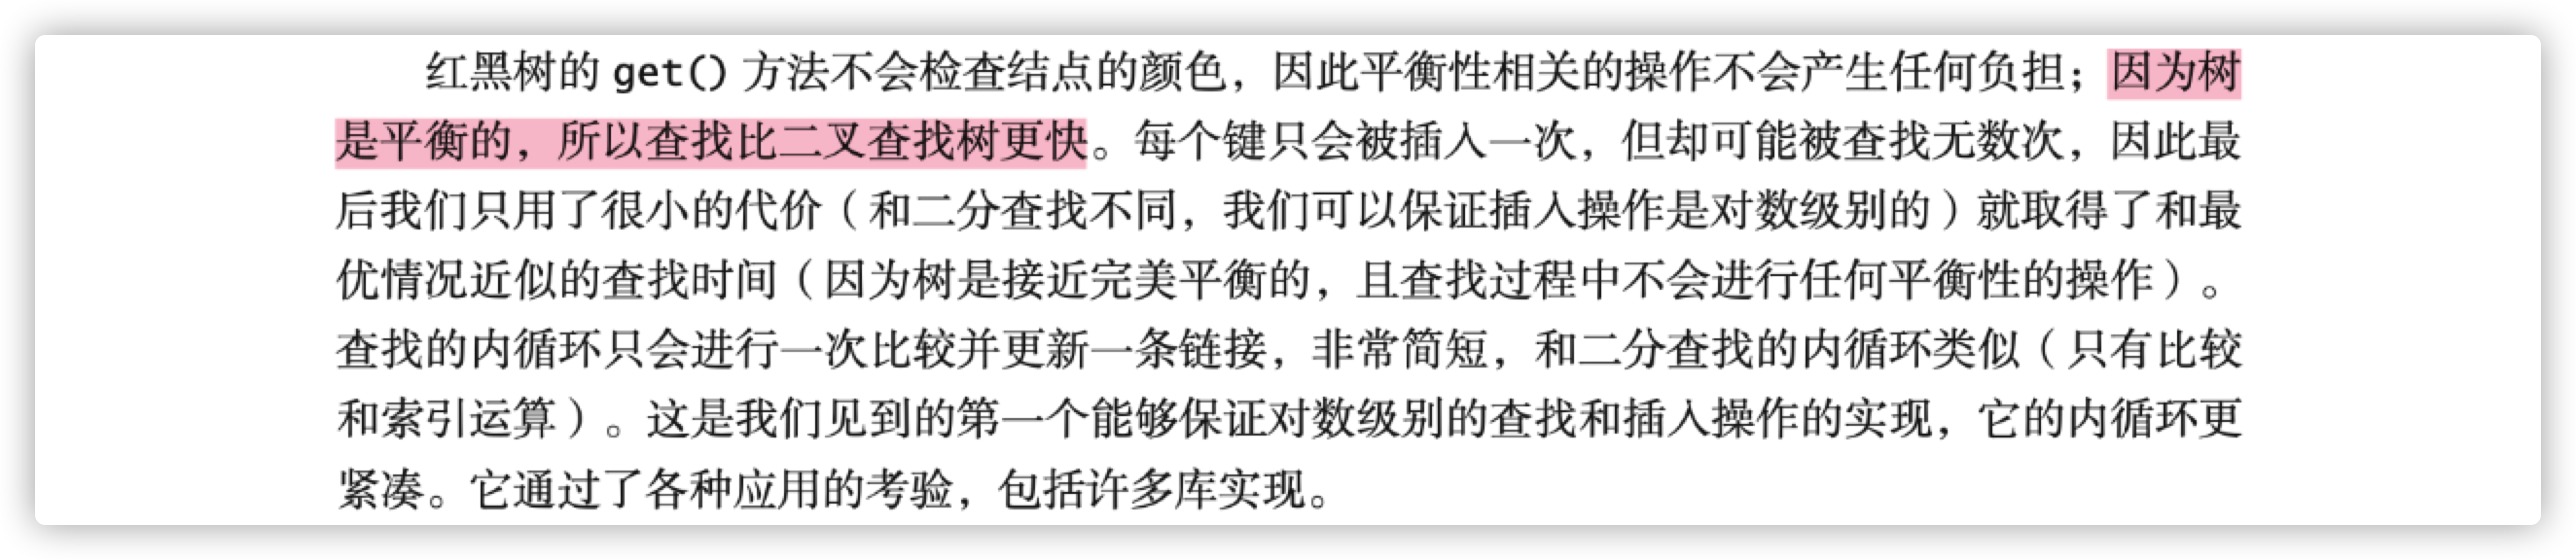 红黑树的 get() 方法不会检查结点的颜色，因此平衡性相关的操作不会产生任何负担；因为树
是平衡的，所以查找比二叉查找树更快。每个键只会被插入一次，但却可能被查找无数次，因此最
后我们只用了很小的代价（和二分查找不同，我们可以保证插入操作是对数级别的）就取得了和最
优情况近似的查找时间（因为树是接近完美平衡的，且查找过程中不会进行任何平衡性的操作）。
查找的内循环只会进行一次比较并更新一条链接，非常简短，和二分查找的内循环类似（只有比较
和索引运算）。这是我们见到的第一个能够保证对数级别的查找和插入操作的实现，它的内循环更
紧凑。它通过了各种应用的考验，包括许多库实现。